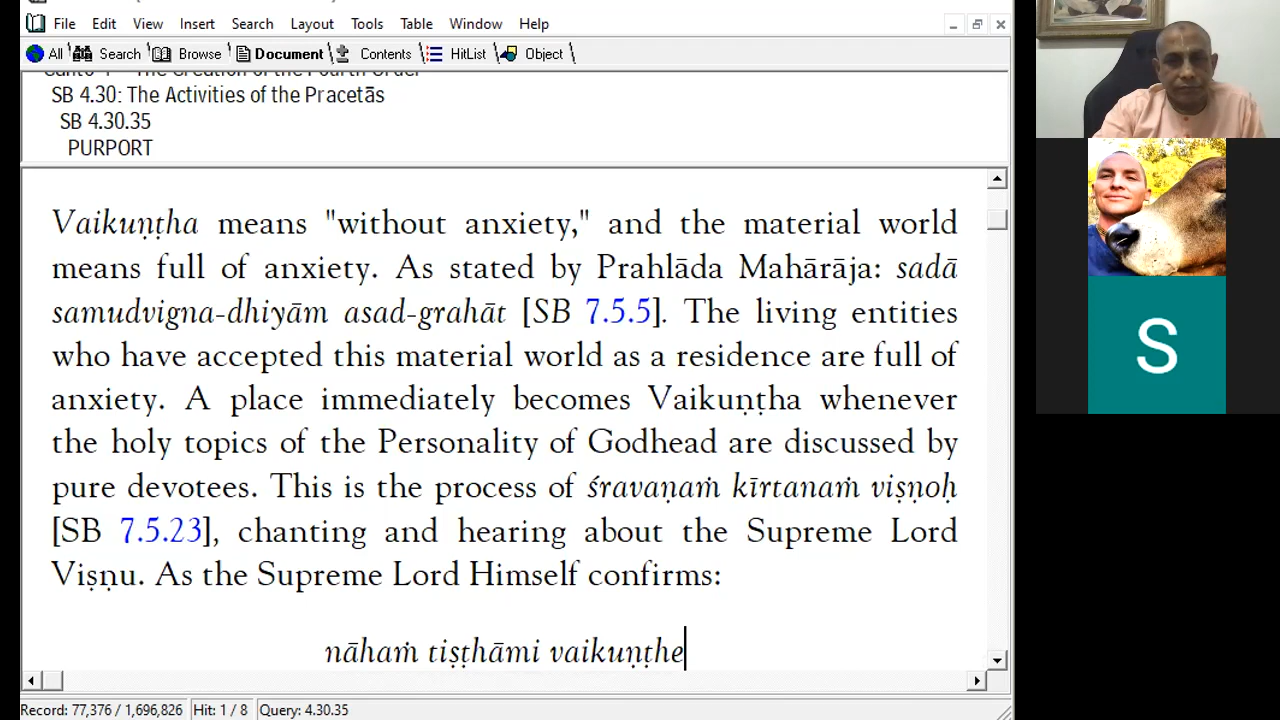 File Edit View Insert Search Layout Tools Table Window Help
All Search Browse Document Contents HitList Object
SB 4.30: The Activities of the Pracetās
SB 4.30.35
PURPORT
Vaikuṇṭha means "without anxiety," and the material world
means full of anxiety. As stated by Prahlāda Mahārāja: sadā
samudvigna-dhiyām asad-grahāt [SB 7.5.5]. The living entities
who have accepted this material world as a residence are full of
anxiety. A place immediately becomes Vaikuṇṭha whenever
the holy topics of the Personality of Godhead are discussed by
pure devotees. This is the process of śravaṇaṁ kīrtanaṁ viṣṇoḥ
[SB 7.5.23], chanting and hearing about the Supreme Lord
Viṣṇu. As the Supreme Lord Himself confirms:
nāhaṁ tiṣṭhāmi vaikuṇṭhe
Record: 77,376 / 1,696,826 Hit: 1 / 8 Query: 4.30.35
S